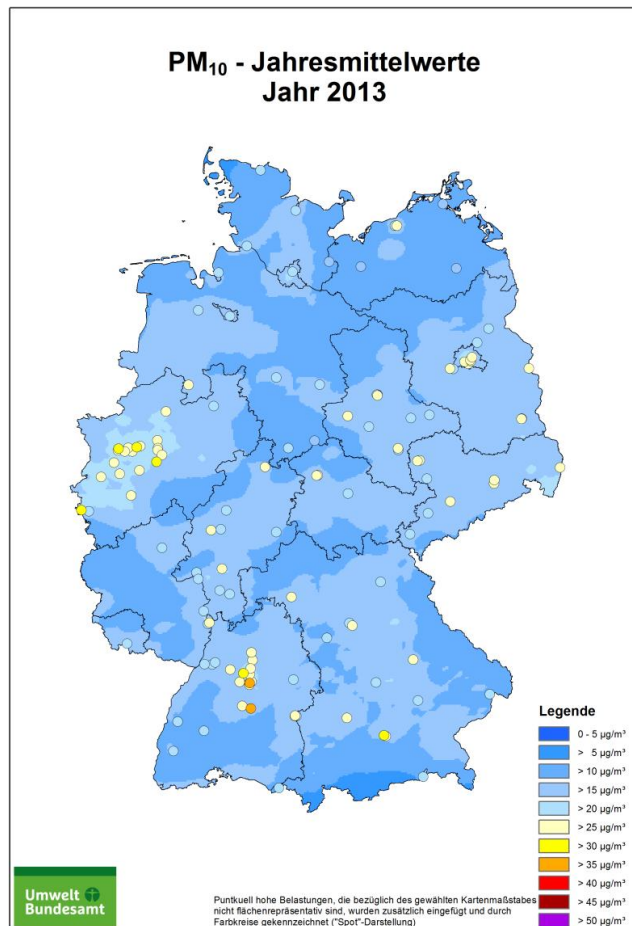 PM₁₀ - Jahresmittelwerte
Jahr 2013
Legende
0 - 5 µg/m³
> 5 µg/m³
> 10 µg/m³
> 15 µg/m³
> 20 µg/m³
> 25 µg/m³
> 30 µg/m³
> 35 µg/m³
> 40 µg/m³
> 45 µg/m³
> 50 µg/m³
Umwelt
Bundesamt
Punktuell hohe Belastungen, die bezüglich des gewählten Kartenmaßstabes
nicht flächenrepräsentativ sind, wurden zusätzlich eingefügt und durch
Farbkreise gekennzeichnet ("Spot"-Darstellung)